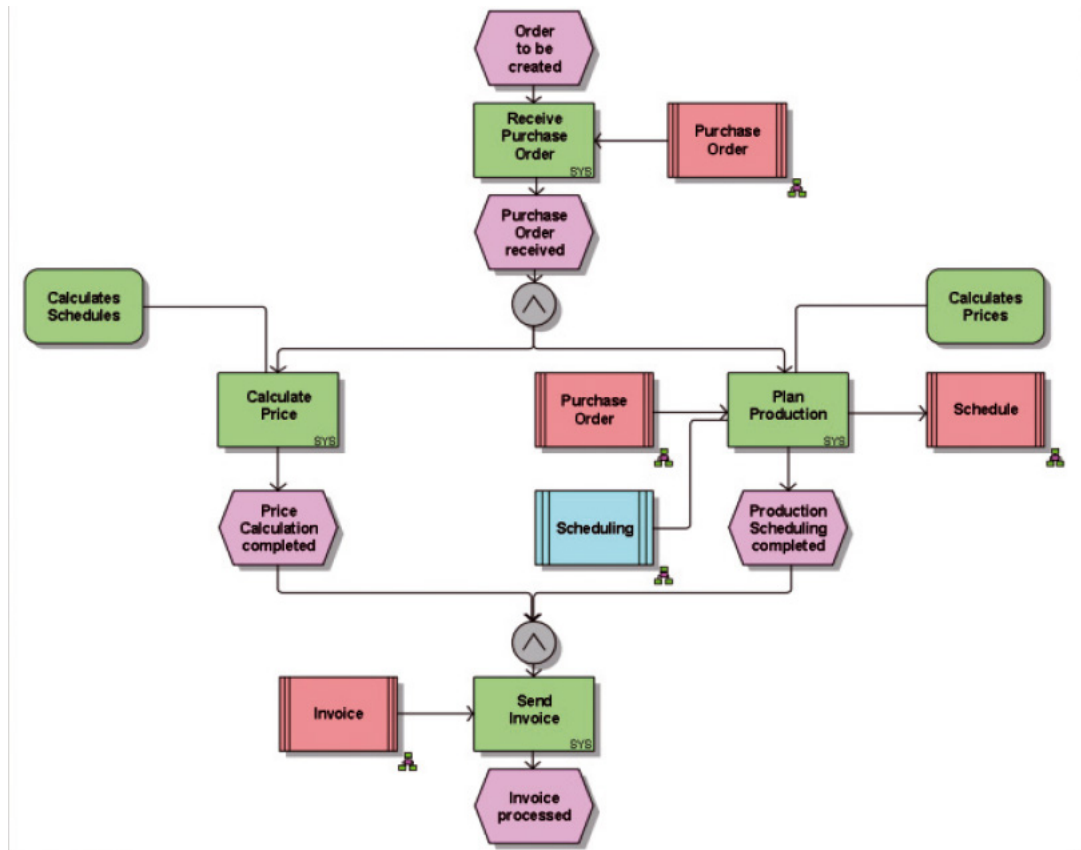 Order
to be
created
Receive
Purchase
Order
SYS
Purchase
Order
Purchase
Order
received
Calculates
Schedules
Calculates
Prices
Calculate
Price
SYS
Purchase
Order
Plan
Production
SYS
Schedule
Price
Calculation
completed
Scheduling
Production
Scheduling
completed
Invoice
Send
Invoice
SYS
Invoice
processed